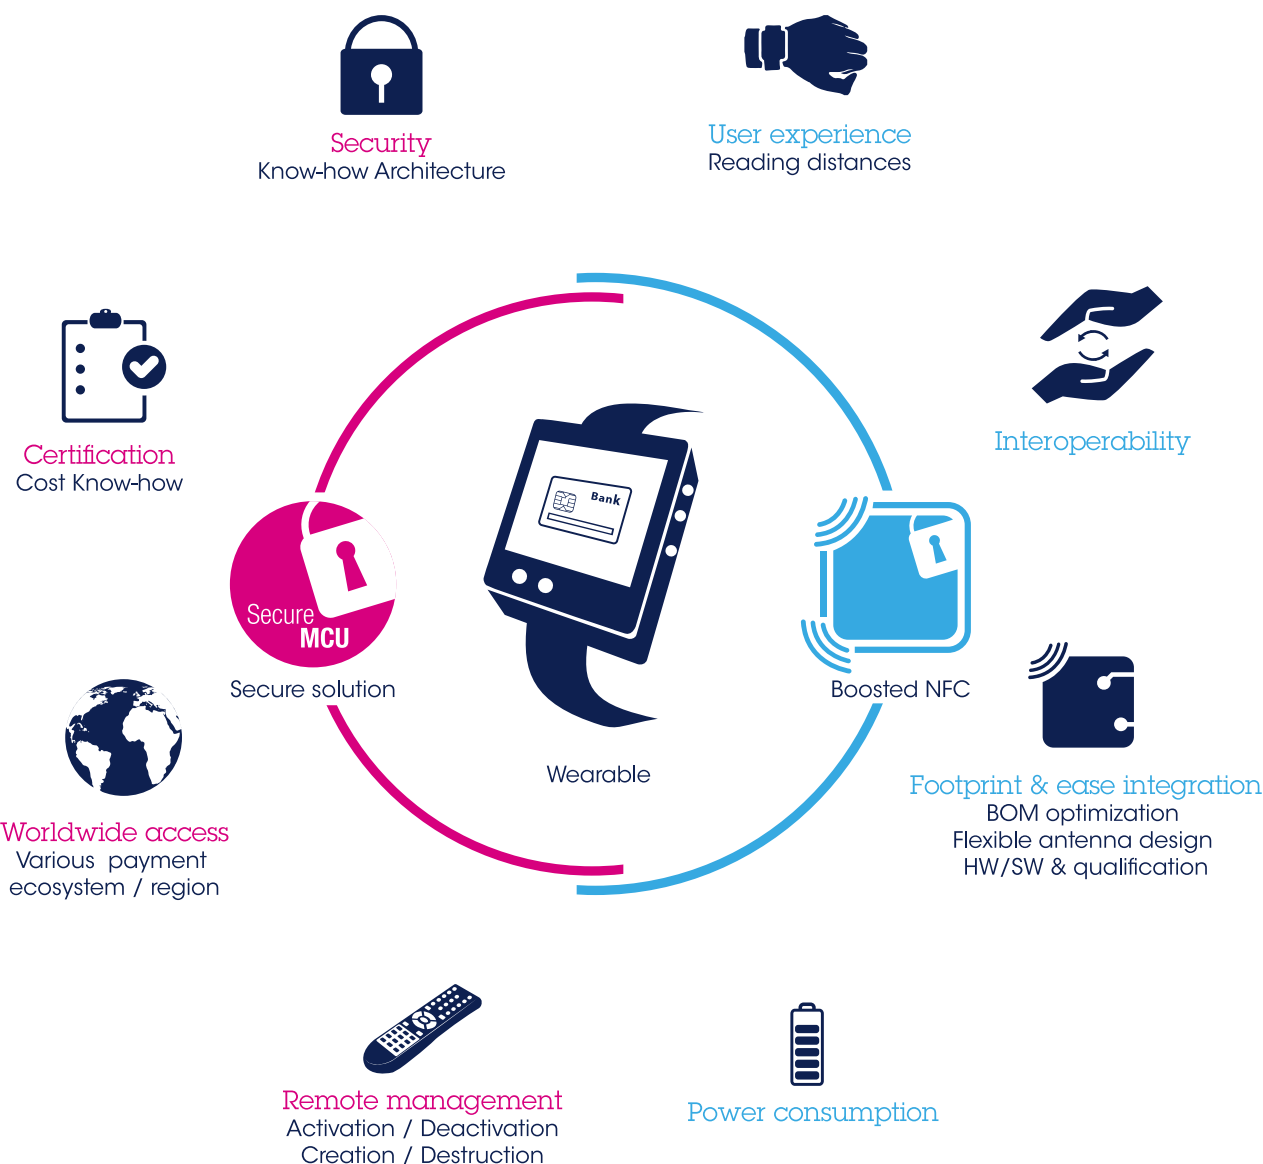 Security
Know-how Architecture
User experience
Reading distances
Certification
Cost Know-how
Interoperability
Bank
Secure
MCU
Secure solution
Boosted NFC
Wearable
Worldwide access
Various payment
ecosystem / region
Footprint & ease integration
BOM optimization
Flexible antenna design
HW/SW & qualification
Remote management
Activation / Deactivation
Creation / Destruction
Power consumption